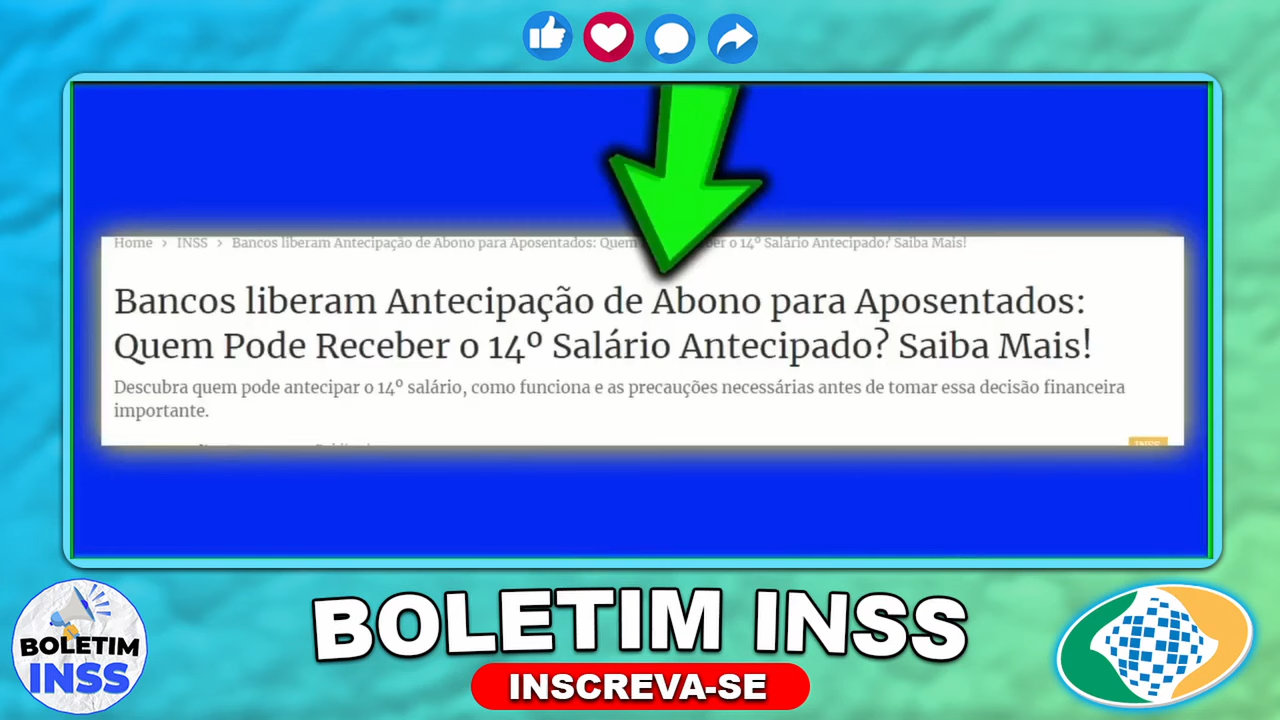 Home > INSS > Bancos liberam Antecipação de Abono para Aposentados: Quem er o 14º Salário Antecipado? Saiba Mais!
Bancos liberam Antecipação de Abono para Aposentados:
Quem Pode Receber o 14º Salário Antecipado? Saiba Mais!
Descubra quem pode antecipar o 14º salário, como funciona e as precauções necessárias antes de tomar essa decisão financeira
importante.
BOLETIM INSS
INSCREVA-SE
BOLETIM
INSS